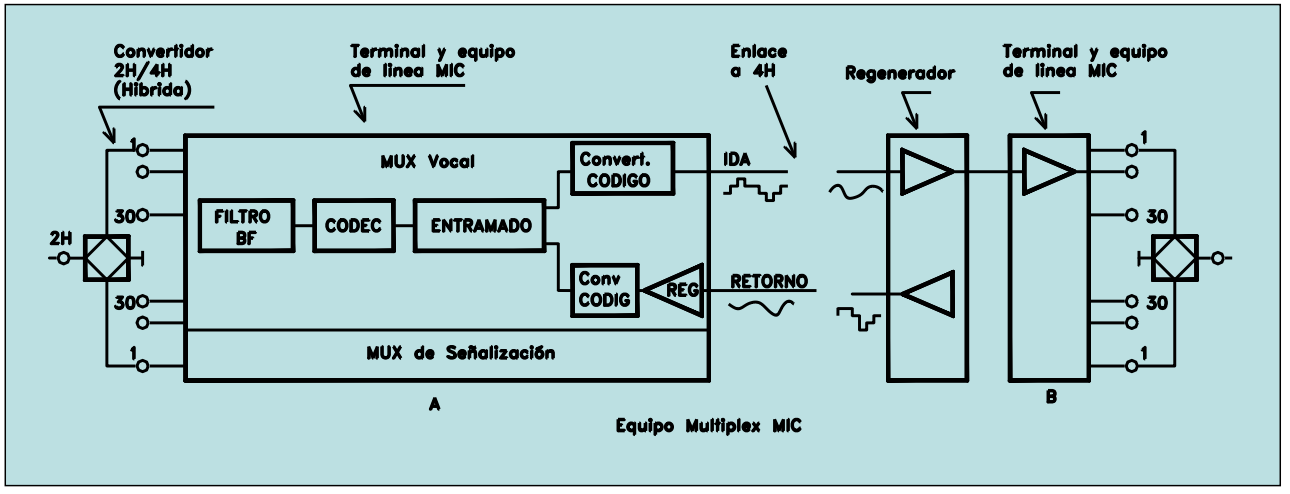 Convertidor
2H/4H
(Hibrida)
Terminal y equipo
de linea MIC
Enlace
a 4H
Regenerador
Terminal y equipo
de linea MIC
1
30
2H
30
1
MUX Vocal
FILTRO
BF
CODEC
ENTRAMADO
Convert.
CODIGO
Conv
CODIG
REG
IDA
RETORNO
MUX de Señalización
A
1
30
30
1
B
Equipo Multiplex MIC